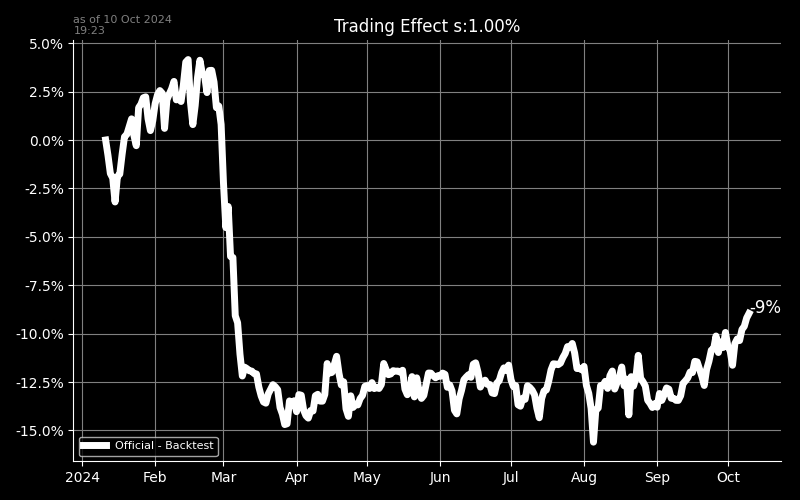 as of 10 Oct 2024
19:23
Trading Effect s:1.00%
5.0%
2.5%
0.0%
-2.5%
-5.0%
-7.5%
-10.0%
-12.5%
-15.0%
-9%
Official - Backtest
2024 Feb Mar Apr May Jun Jul Aug Sep Oct